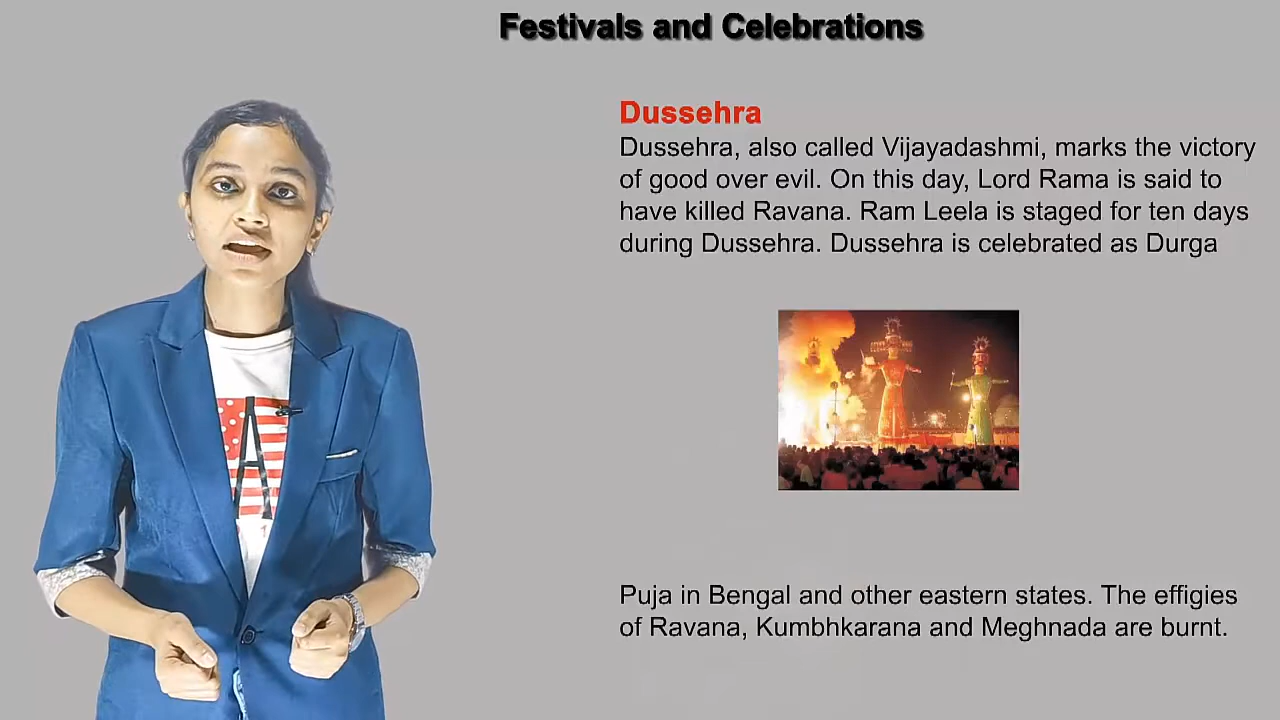 Festivals and Celebrations
Dussehra
Dussehra, also called Vijayadashmi, marks the victory
of good over evil. On this day, Lord Rama is said to
have killed Ravana. Ram Leela is staged for ten days
during Dussehra. Dussehra is celebrated as Durga
A
Puja in Bengal and other eastern states. The effigies
of Ravana, Kumbhkarana and Meghnada are burnt.